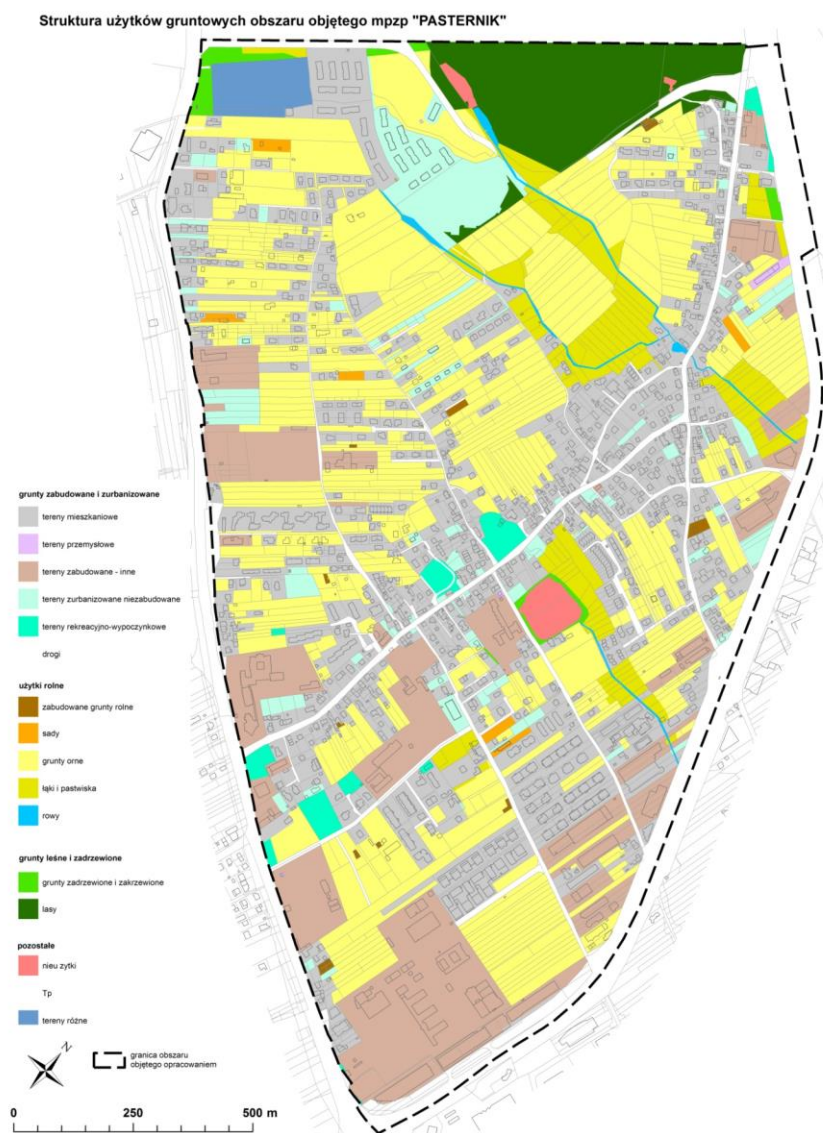 Struktura użytków gruntowych obszaru objętego mpzp "PASTERNIK"
grunty zabudowane i zurbanizowane
tereny mieszkaniowe
tereny przemysłowe
tereny zabudowane - inne
tereny zurbanizowane niezabudowane
tereny rekreacyjno-wypoczynkowe
drogi
użytki rolne
zabudowane grunty rolne
sady
grunty orne
łąki i pastwiska
rowy
grunty leśne i zadrzewione
grunty zadrzewione i zakrzewione
lasy
pozostałe
nieu zytki
Tp
tereny różne
N
granica obszaru
objętego opracowaniem
0 250 500 m